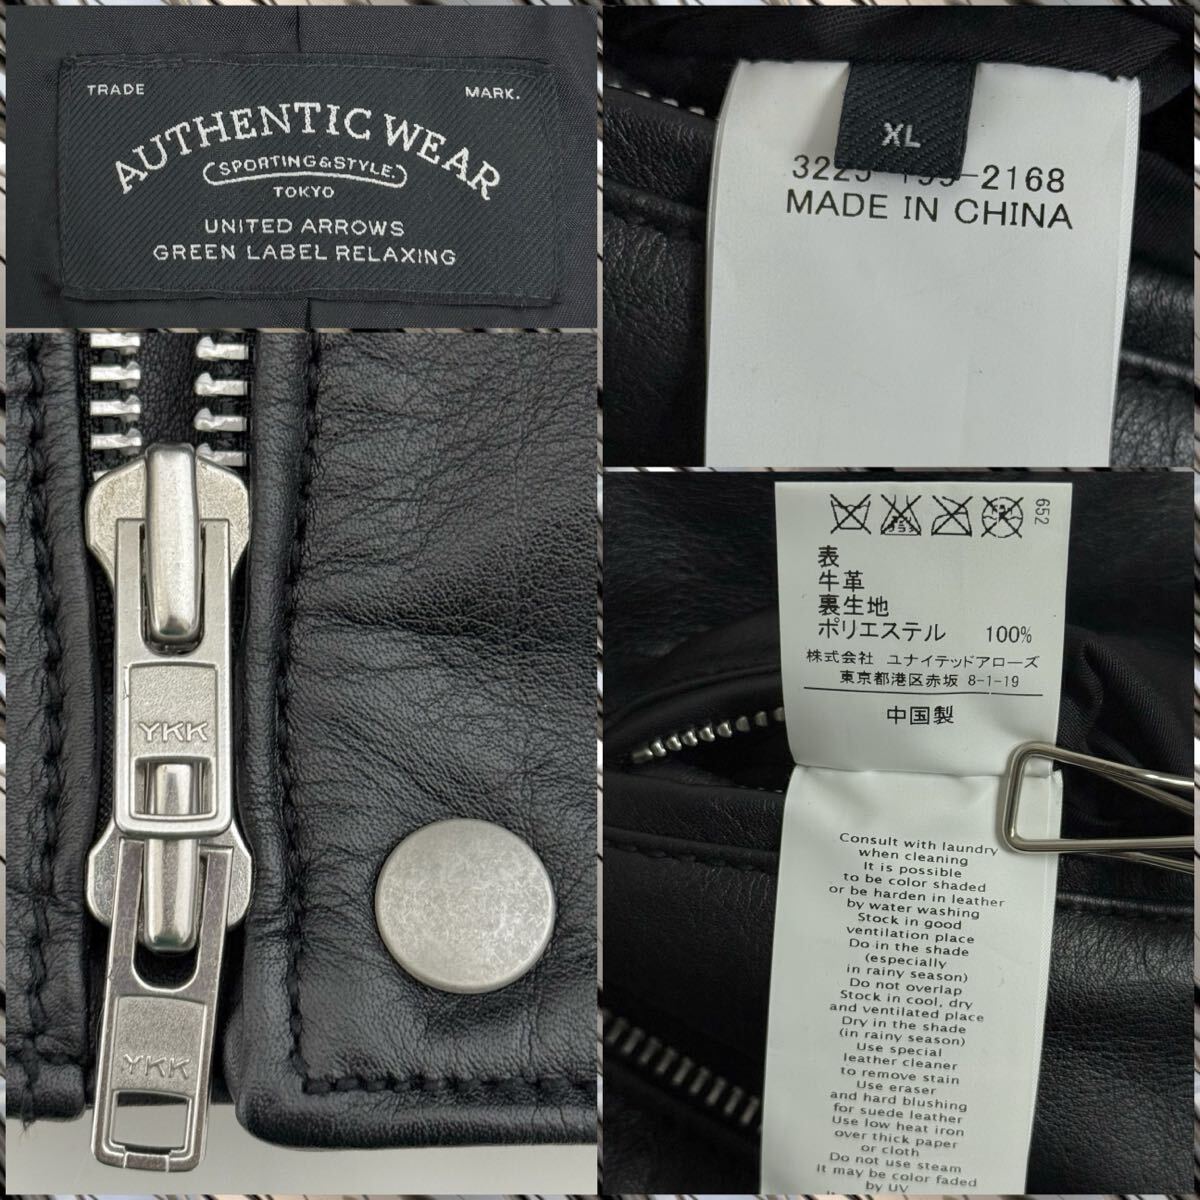 TRADE MARK.
AUTHENTIC WEAR
SPORTING&STYLE.
TOKYO
UNITED ARROWS
GREEN LABEL RELAXING
XL
3225 199-2168
MADE IN CHINA
YKK
YKK
652
表
牛革
裏生地
ポリエステル 100%
株式会社 ユナイテッドアローズ
東京都港区赤坂 8-1-19
中国製
Consult with laundry
when cleaning
It is possible
to be color shaded
or be harden in leather
by water washing
Stock in good
ventilation place
Do in the shade
(especially
in rainy season)
Do not overlap
Stock in cool, dry
and ventilated place
Dry in the shade
(in rainy season)
Use special
leather cleaner
to remove stain
Use eraser
and hard blushing
for suede leather
Use low heat iron
over thick paper
or cloth
Do not use steam
It may be color faded
by UV